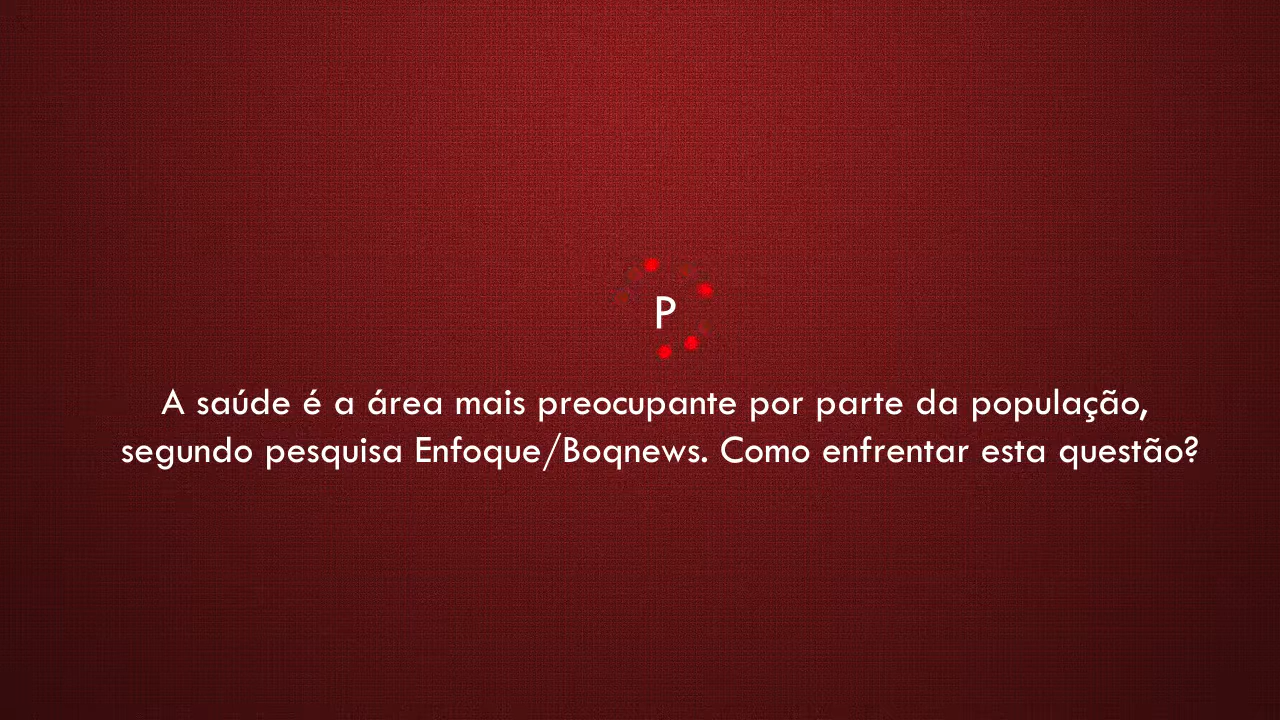 P
A saúde é a área mais preocupante por parte da população,
segundo pesquisa Enfoque/Boqnews. Como enfrentar esta questão?